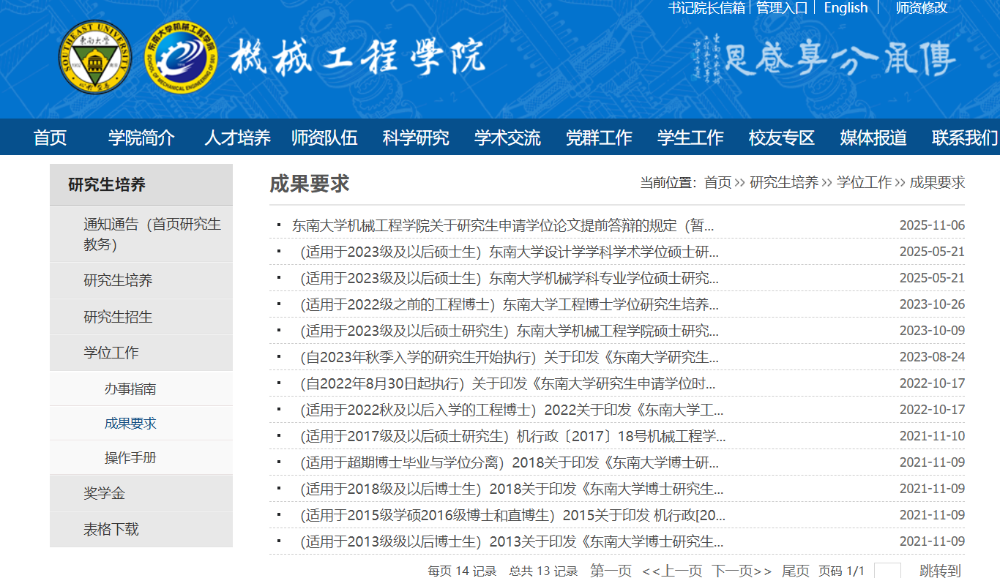 书记院长信箱 管理入口 English 师资修改
SOUTHEAST UNIVERSITY
東南大學
1902 南京
东南大学机械工程学院
SCHOOL OF MECHANICAL ENGINEERING OF SEU
機械工程學院
恩感享分承傳
首页 学院简介 人才培养 师资队伍 科学研究 学术交流 党群工作 学生工作 校友专区 媒体报道 联系我们
研究生培养
通知通告（首页研究生
教务）
研究生培养
研究生招生
学位工作
办事指南
成果要求
操作手册
奖学金
表格下载
成果要求
当前位置：首页>>研究生培养>>学位工作>>成果要求
东南大学机械工程学院关于研究生申请学位论文提前答辩的规定（暂... 2025-11-06
（适用于2023级及以后硕士生）东南大学设计学学科学术学位硕士研... 2025-05-21
（适用于2023级及以后硕士生）东南大学机械学科专业学位硕士研究... 2025-05-21
（适用于2022级之前的工程博士）东南大学工程博士学位研究生培养... 2023-10-26
（适用于2023级及以后硕士研究生）东南大学机械工程学院硕士研究... 2023-10-09
（自2023年秋季入学的研究生开始执行）关于印发《东南大学研究生... 2023-08-24
（自2022年8月30日起执行）关于印发《东南大学研究生申请学位时... 2022-10-17
（适用于2022秋及以后入学的工程博士）2022关于印发《东南大学工... 2022-10-17
（适用于2017级及以后硕士研究生）机行政〔2017〕18号机械工程学... 2021-11-10
（适用于超期博士毕业与学位分离）2018关于印发《东南大学博士研... 2021-11-09
（适用于2018级及以后博士生）2018关于印发《东南大学博士研究生... 2021-11-09
（适用于2015级学硕2016级博士和直博生）2015关于印发 机行政[20... 2021-11-09
（适用于2013级级以后博士生）2013关于印发《东南大学博士研究生... 2021-11-09
每页 14 记录 总共 13 记录 第一页 <<上一页 下一页>> 尾页 页码 1/1 跳转到